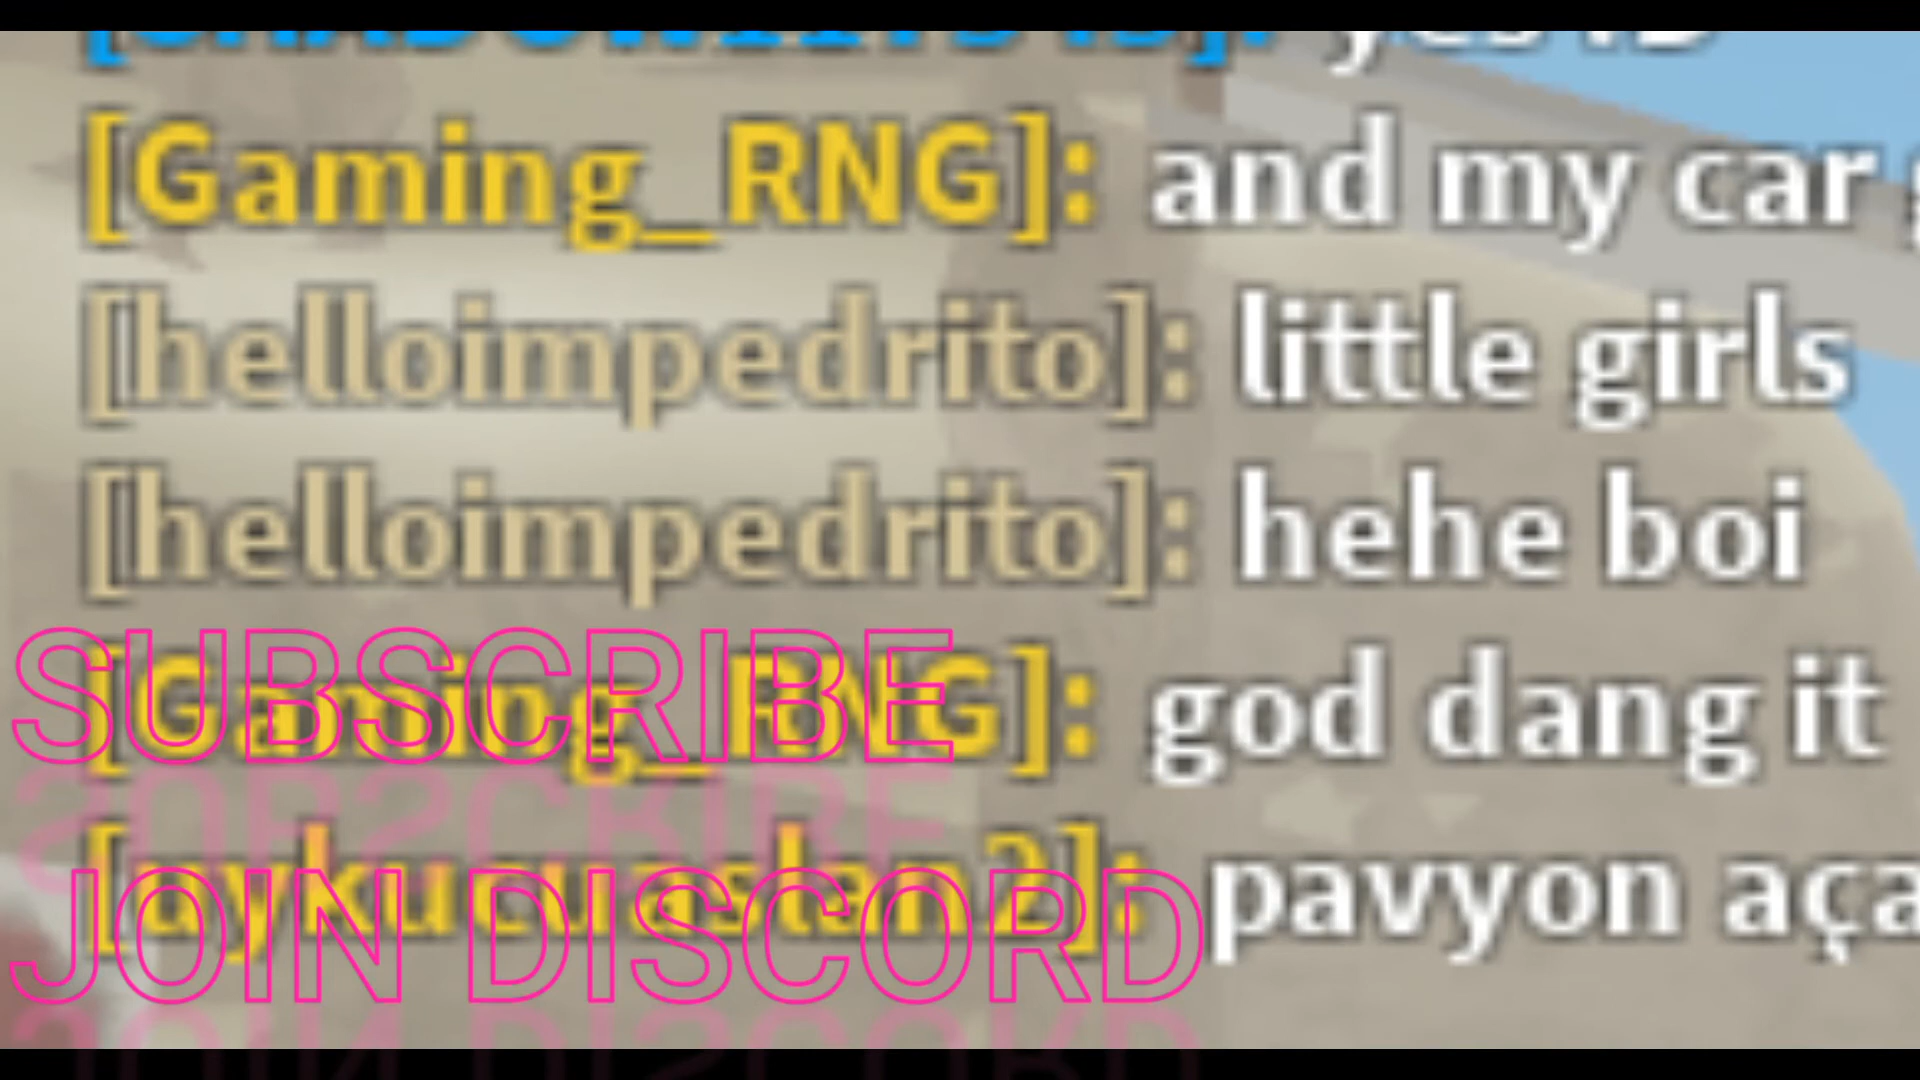 [Gaming_RNG]: and my car
[helloimpedrito]: little girls
[helloimpedrito]: hehe boi
[Gaming_RNG]: god dang it
SUBSCRIBE
[uykucuaslan2]: pavyon aça
JOIN DISCORD